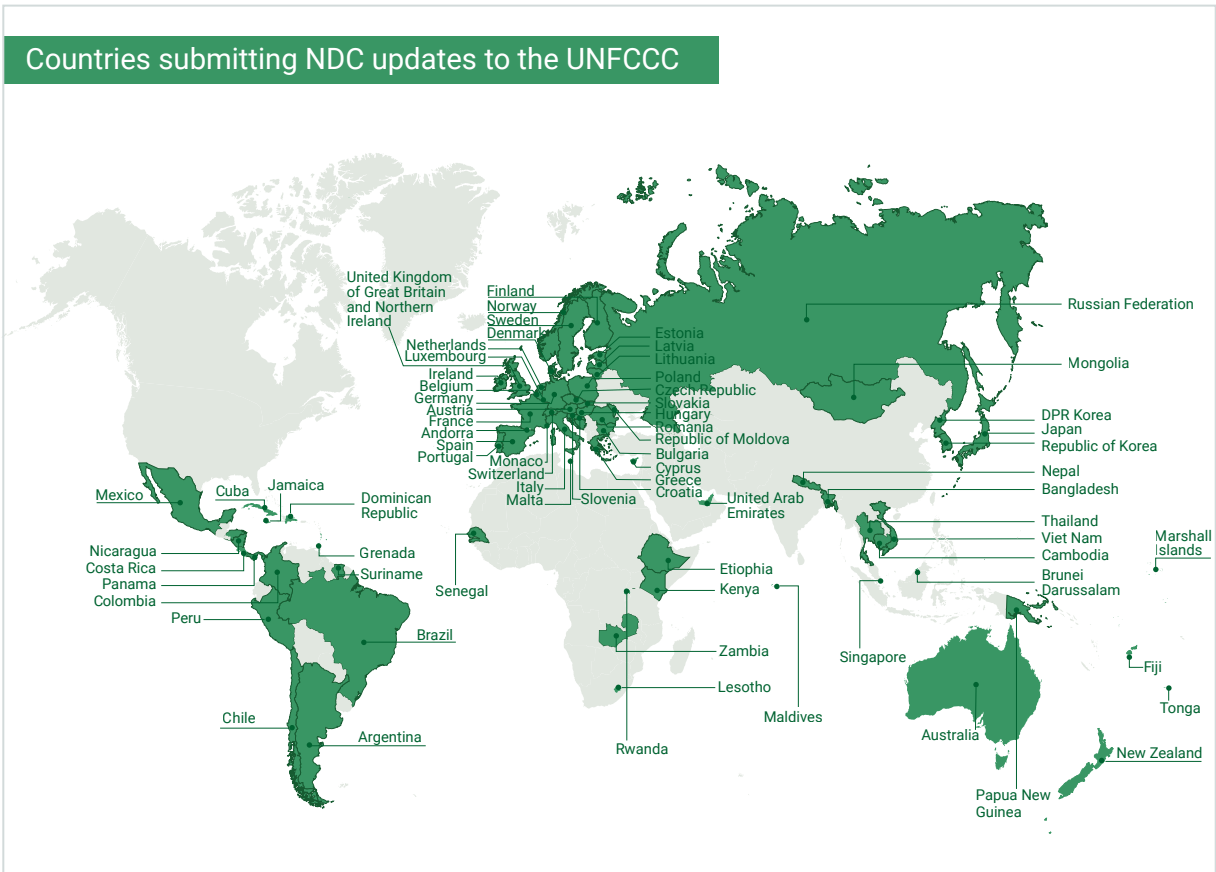 Countries submitting NDC updates to the UNFCCC
United Kingdom
of Great Britain
and Northern
Ireland
Finland
Norway
Sweden
Denmark
Netherlands
Luxembourg
Ireland
Belgium
Germany
Austria
France
Andorra
Spain
Portugal
Monaco
Switzerland
Italy
Malta
Slovenia
Estonia
Latvia
Lithuania
Poland
Czech Republic
Slovakia
Hungary
Romania
Republic of Moldova
Bulgaria
Cyprus
Greece
Croatia
United Arab
Emirates
Russian Federation
Mongolia
DPR Korea
Japan
Republic of Korea
Nepal
Bangladesh
Thailand
Viet Nam
Cambodia
Brunei
Darussalam
Marshall
Islands
Mexico
Cuba
Jamaica
Dominican
Republic
Nicaragua
Costa Rica
Panama
Colombia
Peru
Grenada
Suriname
Brazil
Chile
Argentina
Senegal
Etiophia
Kenya
Zambia
Lesotho
Rwanda
Maldives
Singapore
Australia
Papua New
Guinea
Fiji
Tonga
New Zealand